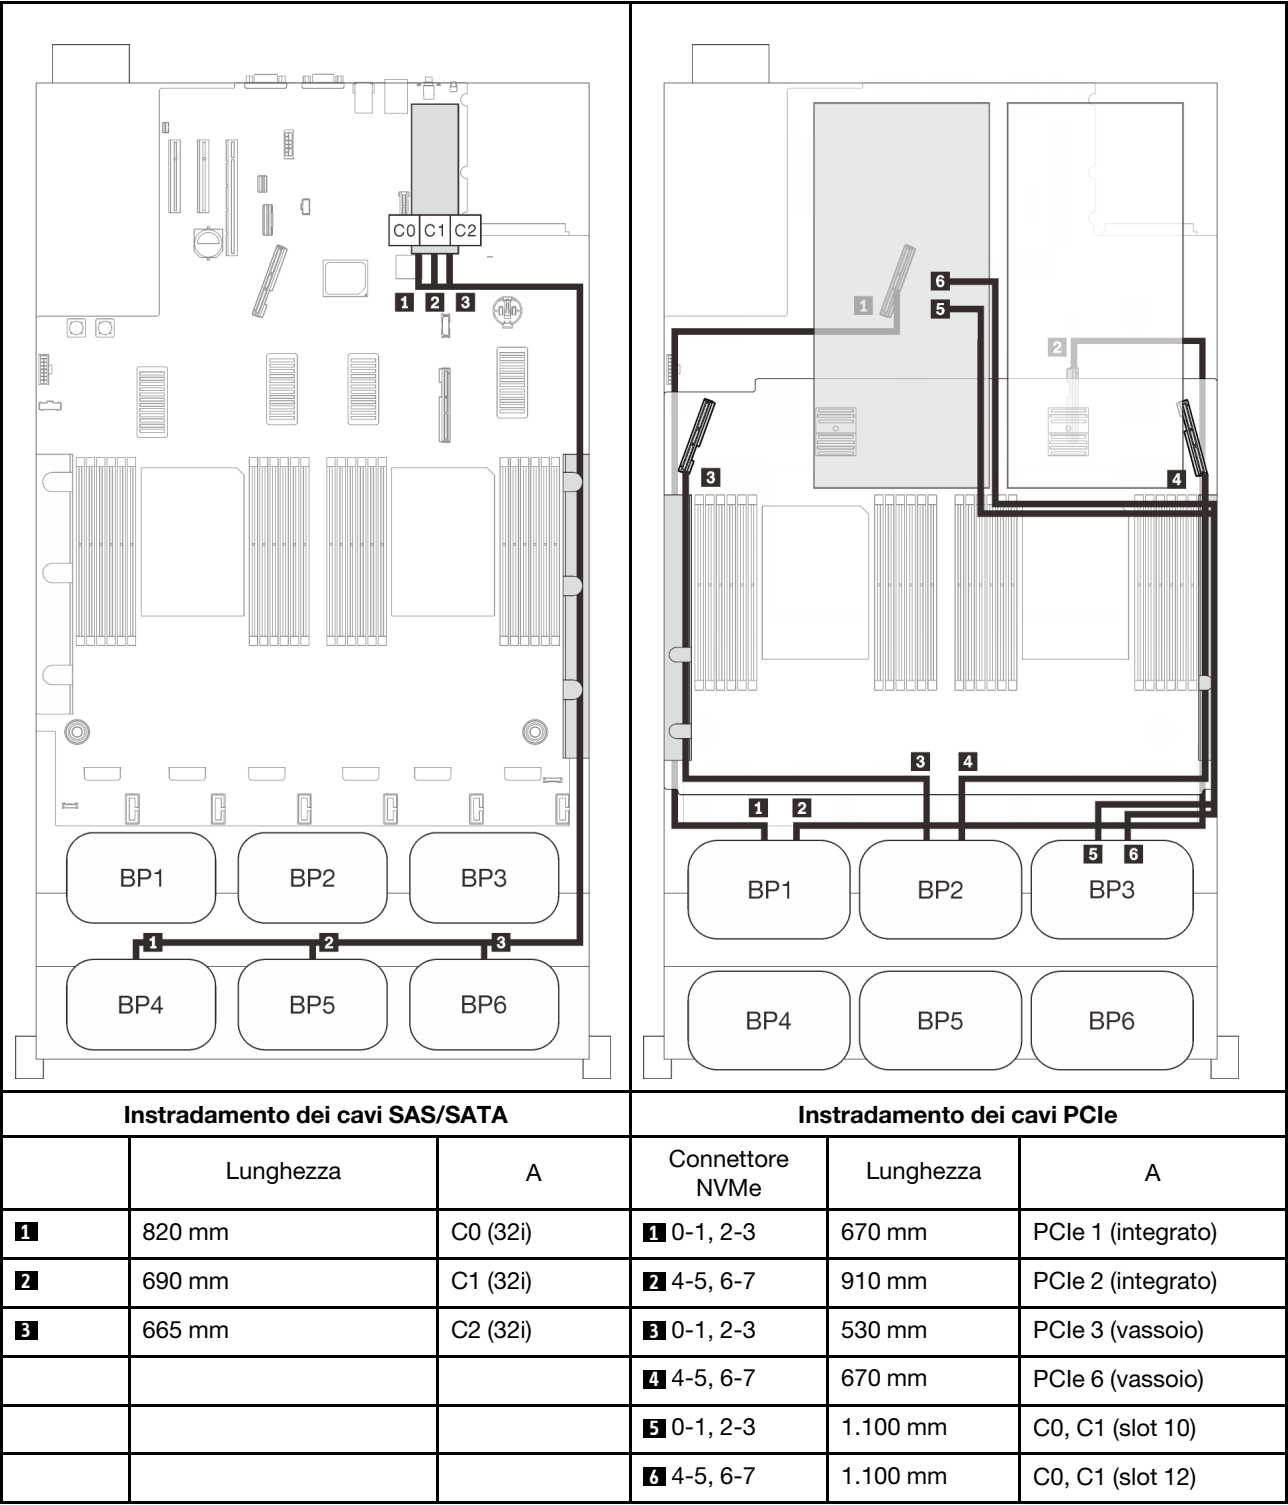 C0 C1 C2
1 2 3
BP1 BP2 BP3
1 2 3
BP4 BP5 BP6
6
1 5
2
3 4
3 4
1 2
5 6
BP1 BP2 BP3
BP4 BP5 BP6
Instradamento dei cavi SAS/SATA
Lunghezza A
1 820 mm C0 (32i)
2 690 mm C1 (32i)
3 665 mm C2 (32i)
Instradamento dei cavi PCIe
Connettore
NVMe
Lunghezza A
1 0-1, 2-3 670 mm PCIe 1 (integrato)
2 4-5, 6-7 910 mm PCIe 2 (integrato)
3 0-1, 2-3 530 mm PCIe 3 (vassoio)
4 4-5, 6-7 670 mm PCIe 6 (vassoio)
5 0-1, 2-3 1.100 mm C0, C1 (slot 10)
6 4-5, 6-7 1.100 mm C0, C1 (slot 12)